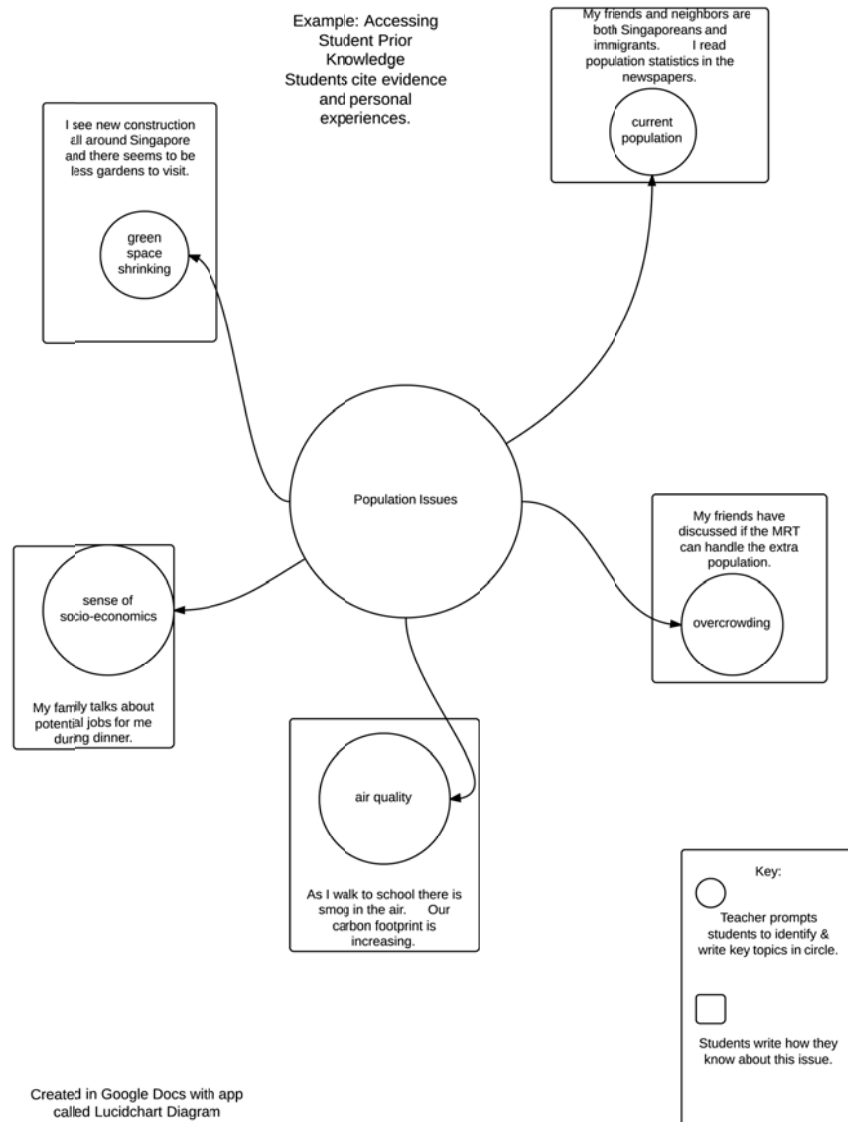 Example: Accessing
Student Prior
Knowledge
Students cite evidence
and personal
experiences.
My friends and neighbors are
both Singaporeans and
immigrants. I read
population statistics in the
newspapers.
current
population
I see new construction
all around Singapore
and there seems to be
less gardens to visit.
green
space
shrinking
Population Issues
My friends have
discussed if the MRT
can handle the extra
population.
overcrowding
sense of
socio-economics
My family talks about
potential jobs for me
during dinner.
air quality
As I walk to school there is
smog in the air. Our
carbon footprint is
increasing.
Key:
Teacher prompts
students to identify &
write key topics in circle.
Students write how they
know about this issue.
Created in Google Docs with app
called Lucidchart Diagram